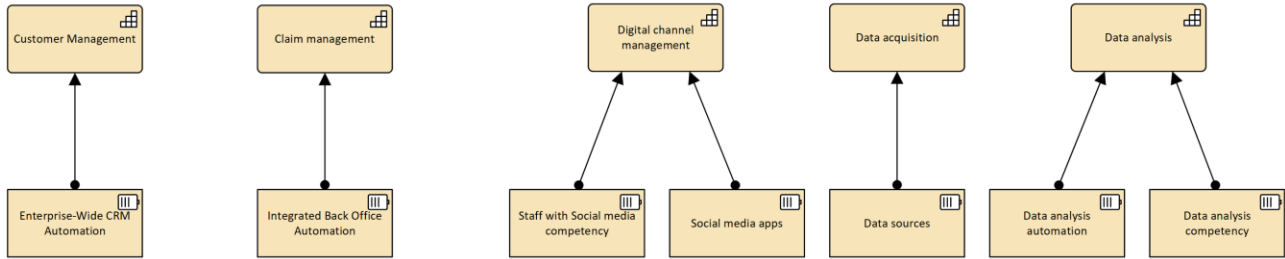 Customer Management
Claim management
Digital channel
management
Data acquisition
Data analysis
Enterprise-Wide CRM
Automation
Integrated Back Office
Automation
Staff with Social media
competency
Social media apps
Data sources
Data analysis
automation
Data analysis
competency